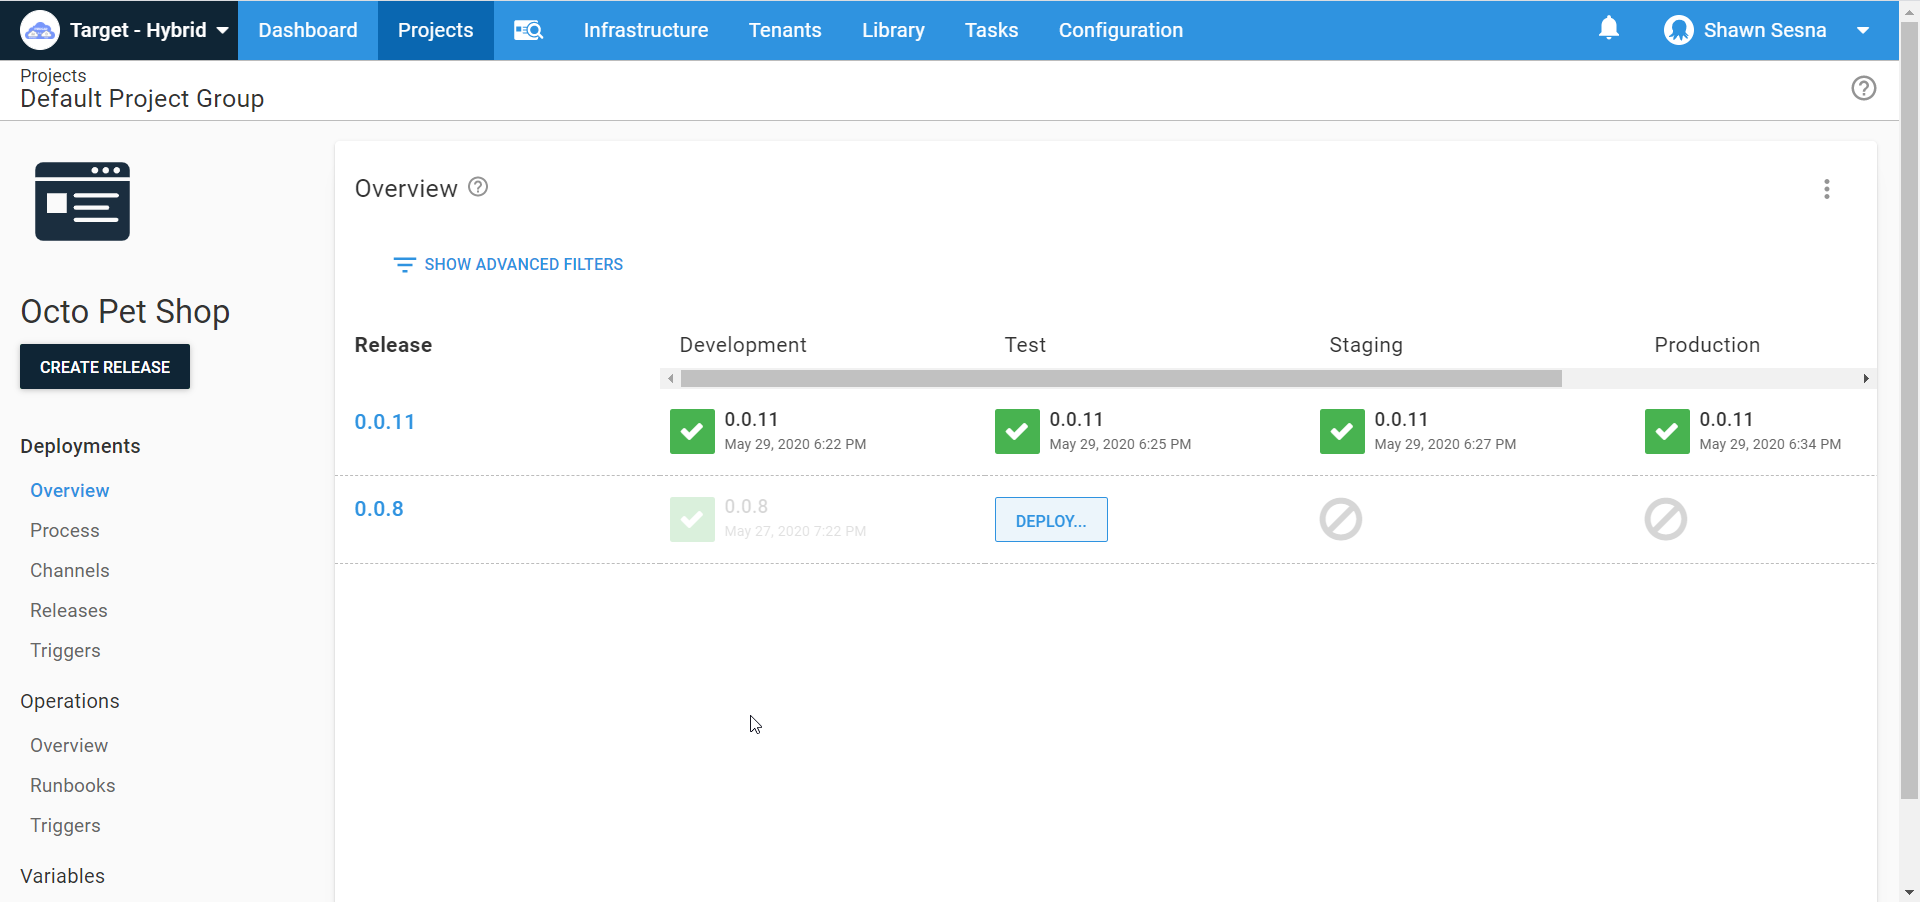 Target - Hybrid Dashboard Projects Infrastructure Tenants Library Tasks Configuration Shawn Sesna
Projects
Default Project Group
Overview
SHOW ADVANCED FILTERS
Octo Pet Shop
CREATE RELEASE
Deployments
Overview
Process
Channels
Releases
Triggers
Operations
Overview
Runbooks
Triggers
Variables
Release Development Test Staging Production
0.0.11 0.0.11 0.0.11 0.0.11 0.0.11
May 29, 2020 6:22 PM May 29, 2020 6:25 PM May 29, 2020 6:27 PM May 29, 2020 6:34 PM
0.0.8 0.0.8 DEPLOY...
May 27, 2020 7:22 PM